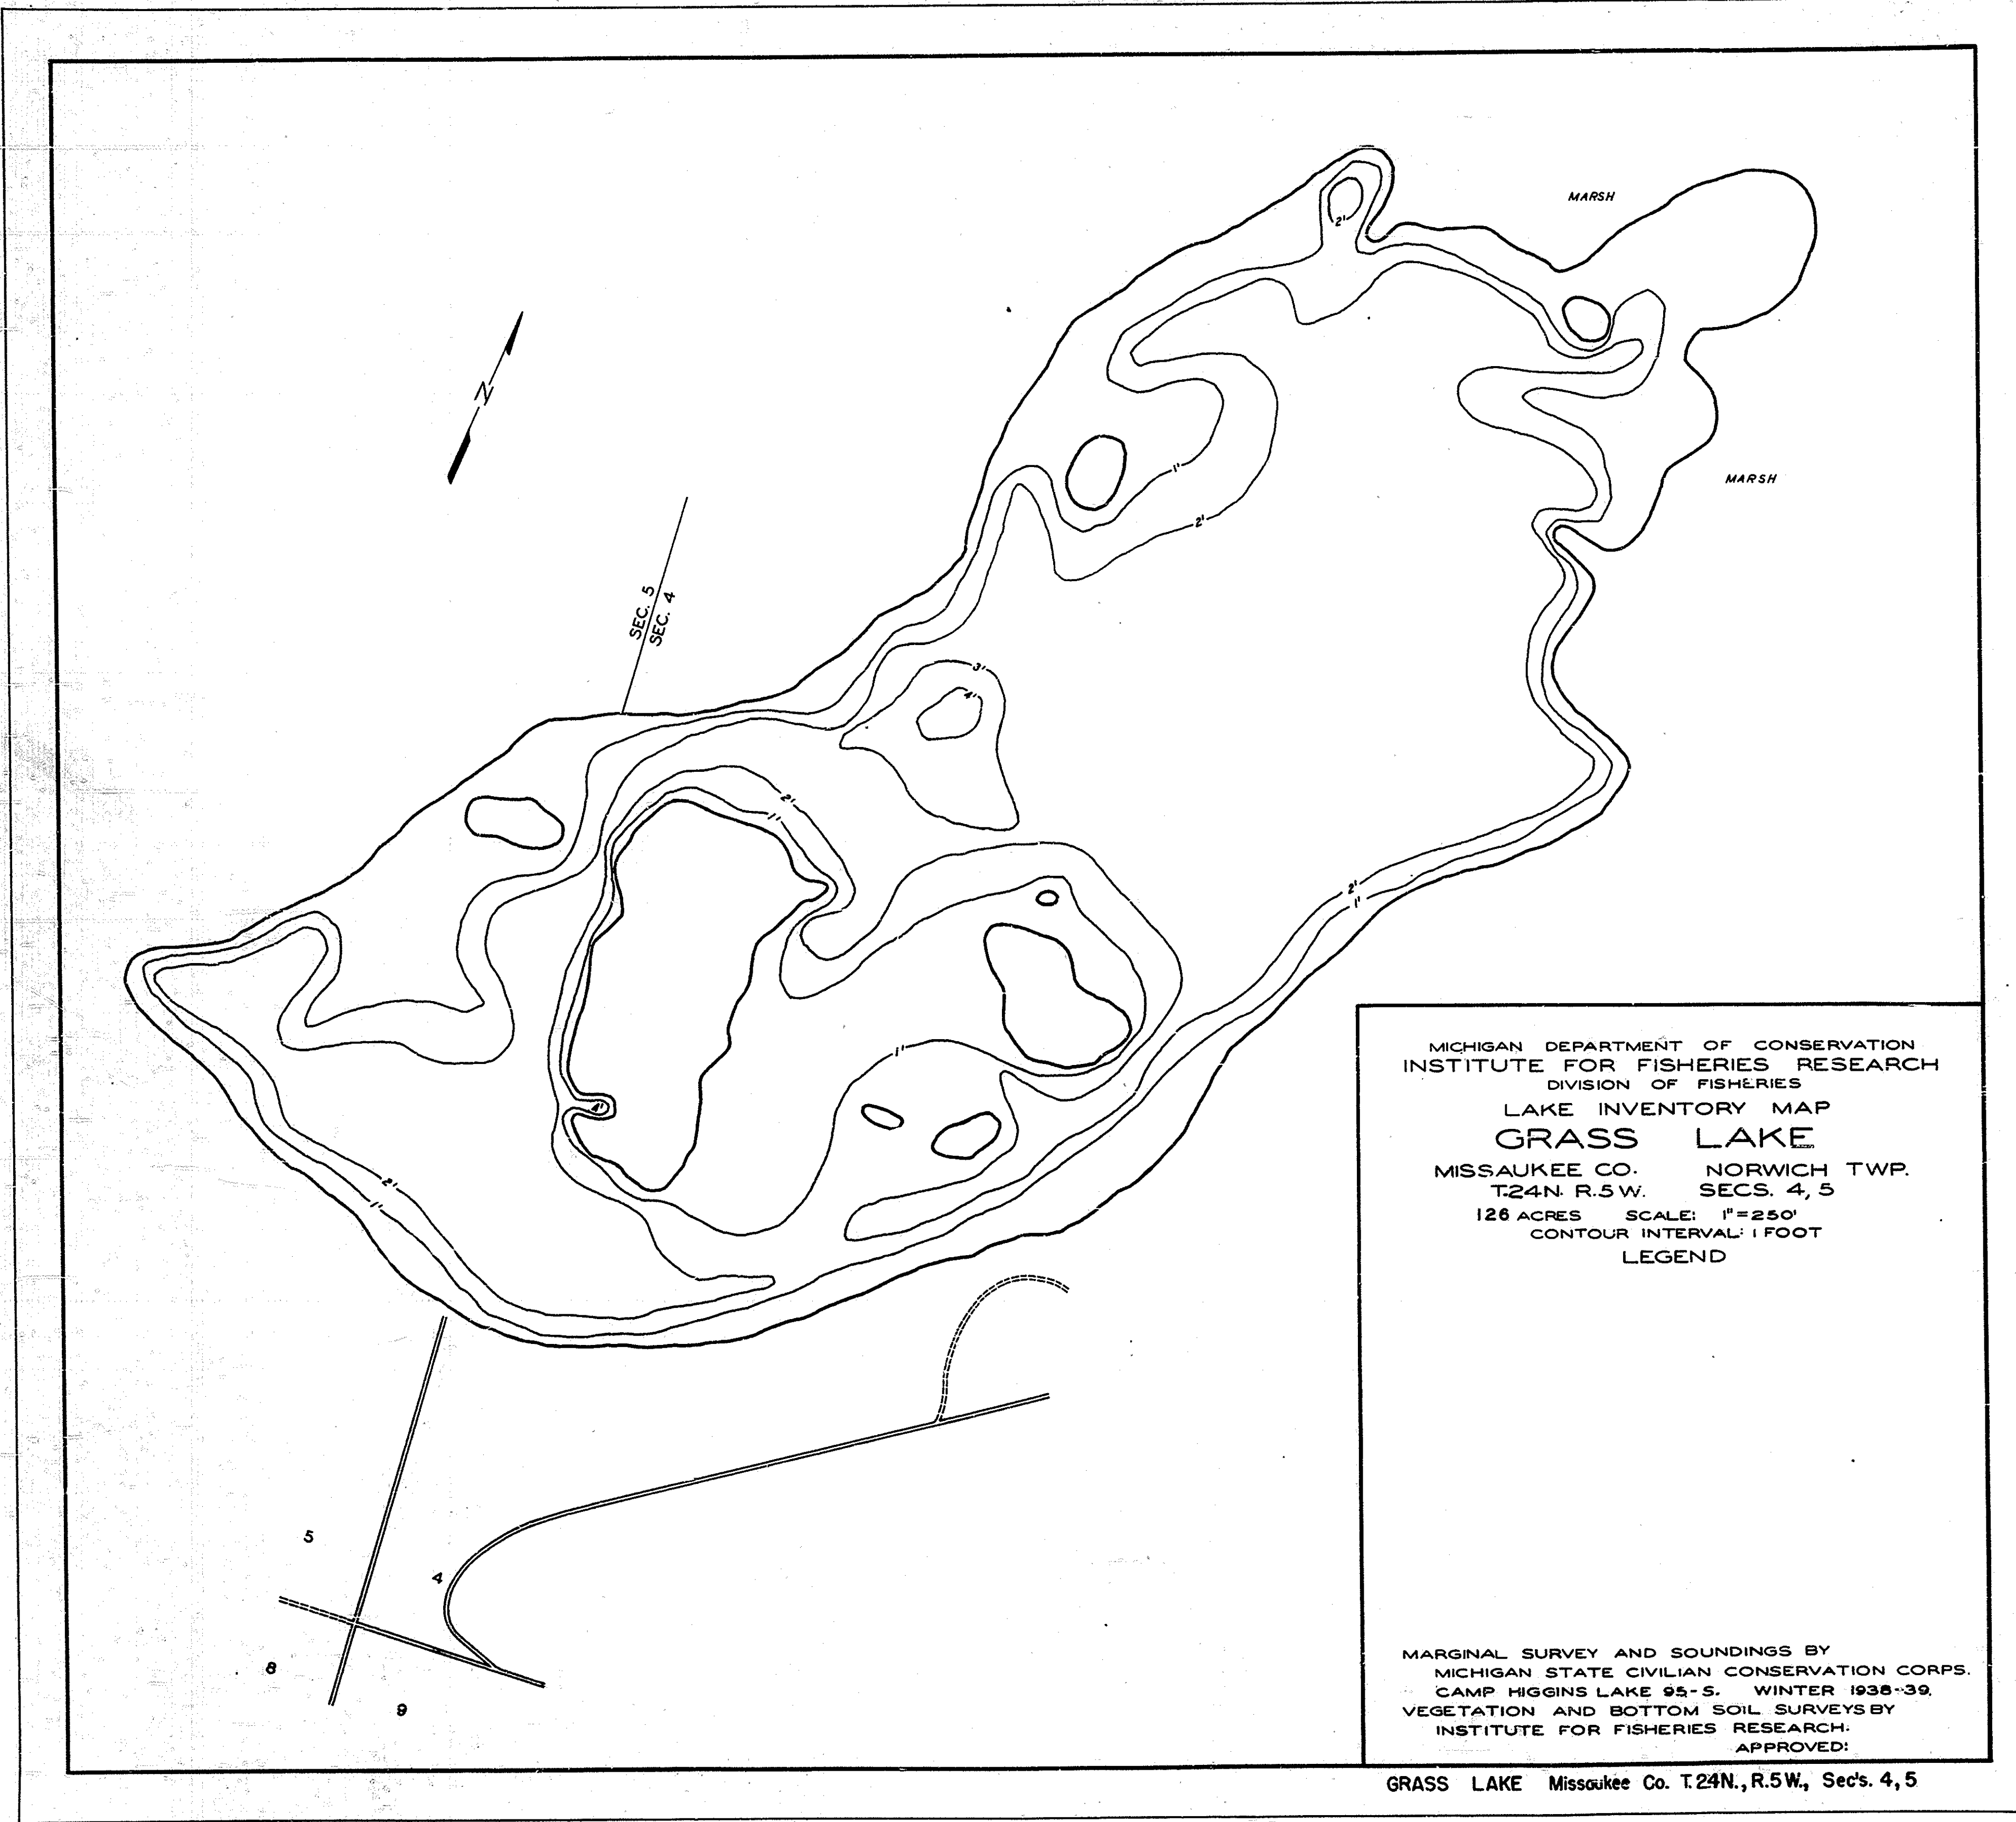 MARSH
2'
N
1'
MARSH
2'
SEC. 5
SEC. 4
3'
4'
2'
1'
2'
1'
1'
4'
2'
1'
MICHIGAN DEPARTMENT OF CONSERVATION
INSTITUTE FOR FISHERIES RESEARCH
DIVISION OF FISHERIES
LAKE INVENTORY MAP
GRASS LAKE
MISSAUKEE CO. NORWICH TWP.
T.24N. R.5W. SECS. 4, 5
126 ACRES SCALE: 1"=250'
CONTOUR INTERVAL: 1 FOOT
LEGEND
5
4
8
9
MARGINAL SURVEY AND SOUNDINGS BY
MICHIGAN STATE CIVILIAN CONSERVATION CORPS.
CAMP HIGGINS LAKE 95-S. WINTER 1938-39.
VEGETATION AND BOTTOM SOIL SURVEYS BY
INSTITUTE FOR FISHERIES RESEARCH.
APPROVED:
GRASS LAKE Missaukee Co. T.24N., R.5W., Sec's. 4, 5